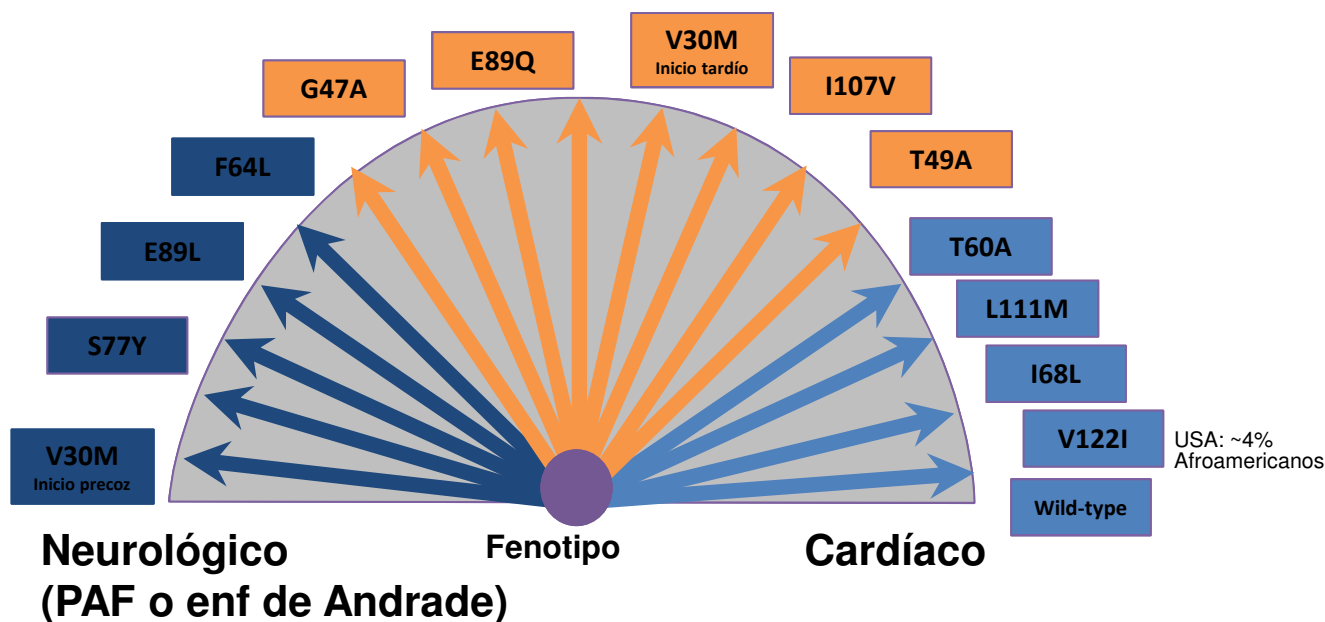 V30M
Inicio tardío
E89Q
G47A
I107V
T49A
F64L
T60A
E89L
L111M
S77Y
I68L
V122I
USA: ~4%
Afroamericanos
V30M
Inicio precoz
Wild-type
Neurológico
(PAF o enf de Andrade)
Fenotipo
Cardíaco